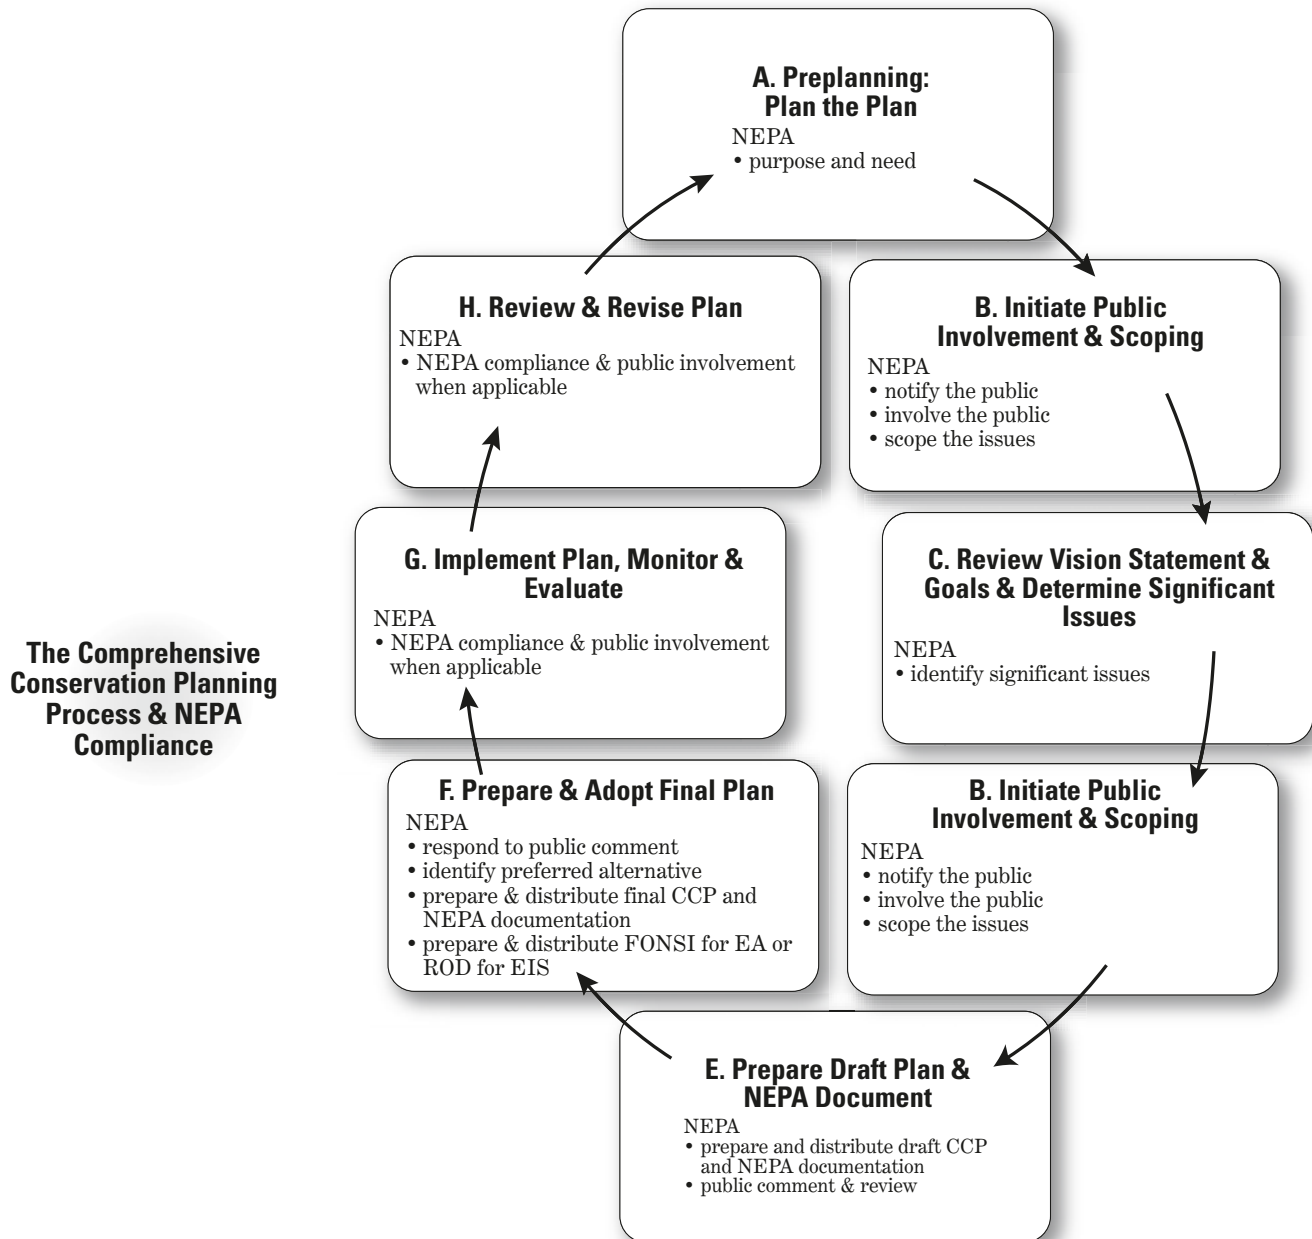 A. Preplanning:
Plan the Plan
NEPA
• purpose and need
B. Initiate Public
Involvement & Scoping
NEPA
• notify the public
• involve the public
• scope the issues
C. Review Vision Statement &
Goals & Determine Significant
Issues
NEPA
• identify significant issues
B. Initiate Public
Involvement & Scoping
NEPA
• notify the public
• involve the public
• scope the issues
E. Prepare Draft Plan &
NEPA Document
NEPA
• prepare and distribute draft CCP
and NEPA documentation
• public comment & review
F. Prepare & Adopt Final Plan
NEPA
• respond to public comment
• identify preferred alternative
• prepare & distribute final CCP and
NEPA documentation
• prepare & distribute FONSI for EA or
ROD for EIS
G. Implement Plan, Monitor &
Evaluate
NEPA
• NEPA compliance & public involvement
when applicable
H. Review & Revise Plan
NEPA
• NEPA compliance & public involvement
when applicable
The Comprehensive
Conservation Planning
Process & NEPA
Compliance